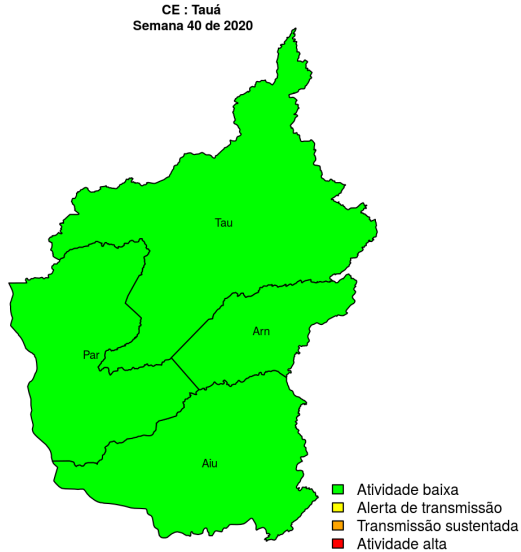 CE : Tauá
Semana 40 de 2020
Tau
Arn
Par
Aiu
Atividade baixa
Alerta de transmissão
Transmissão sustentada
Atividade alta